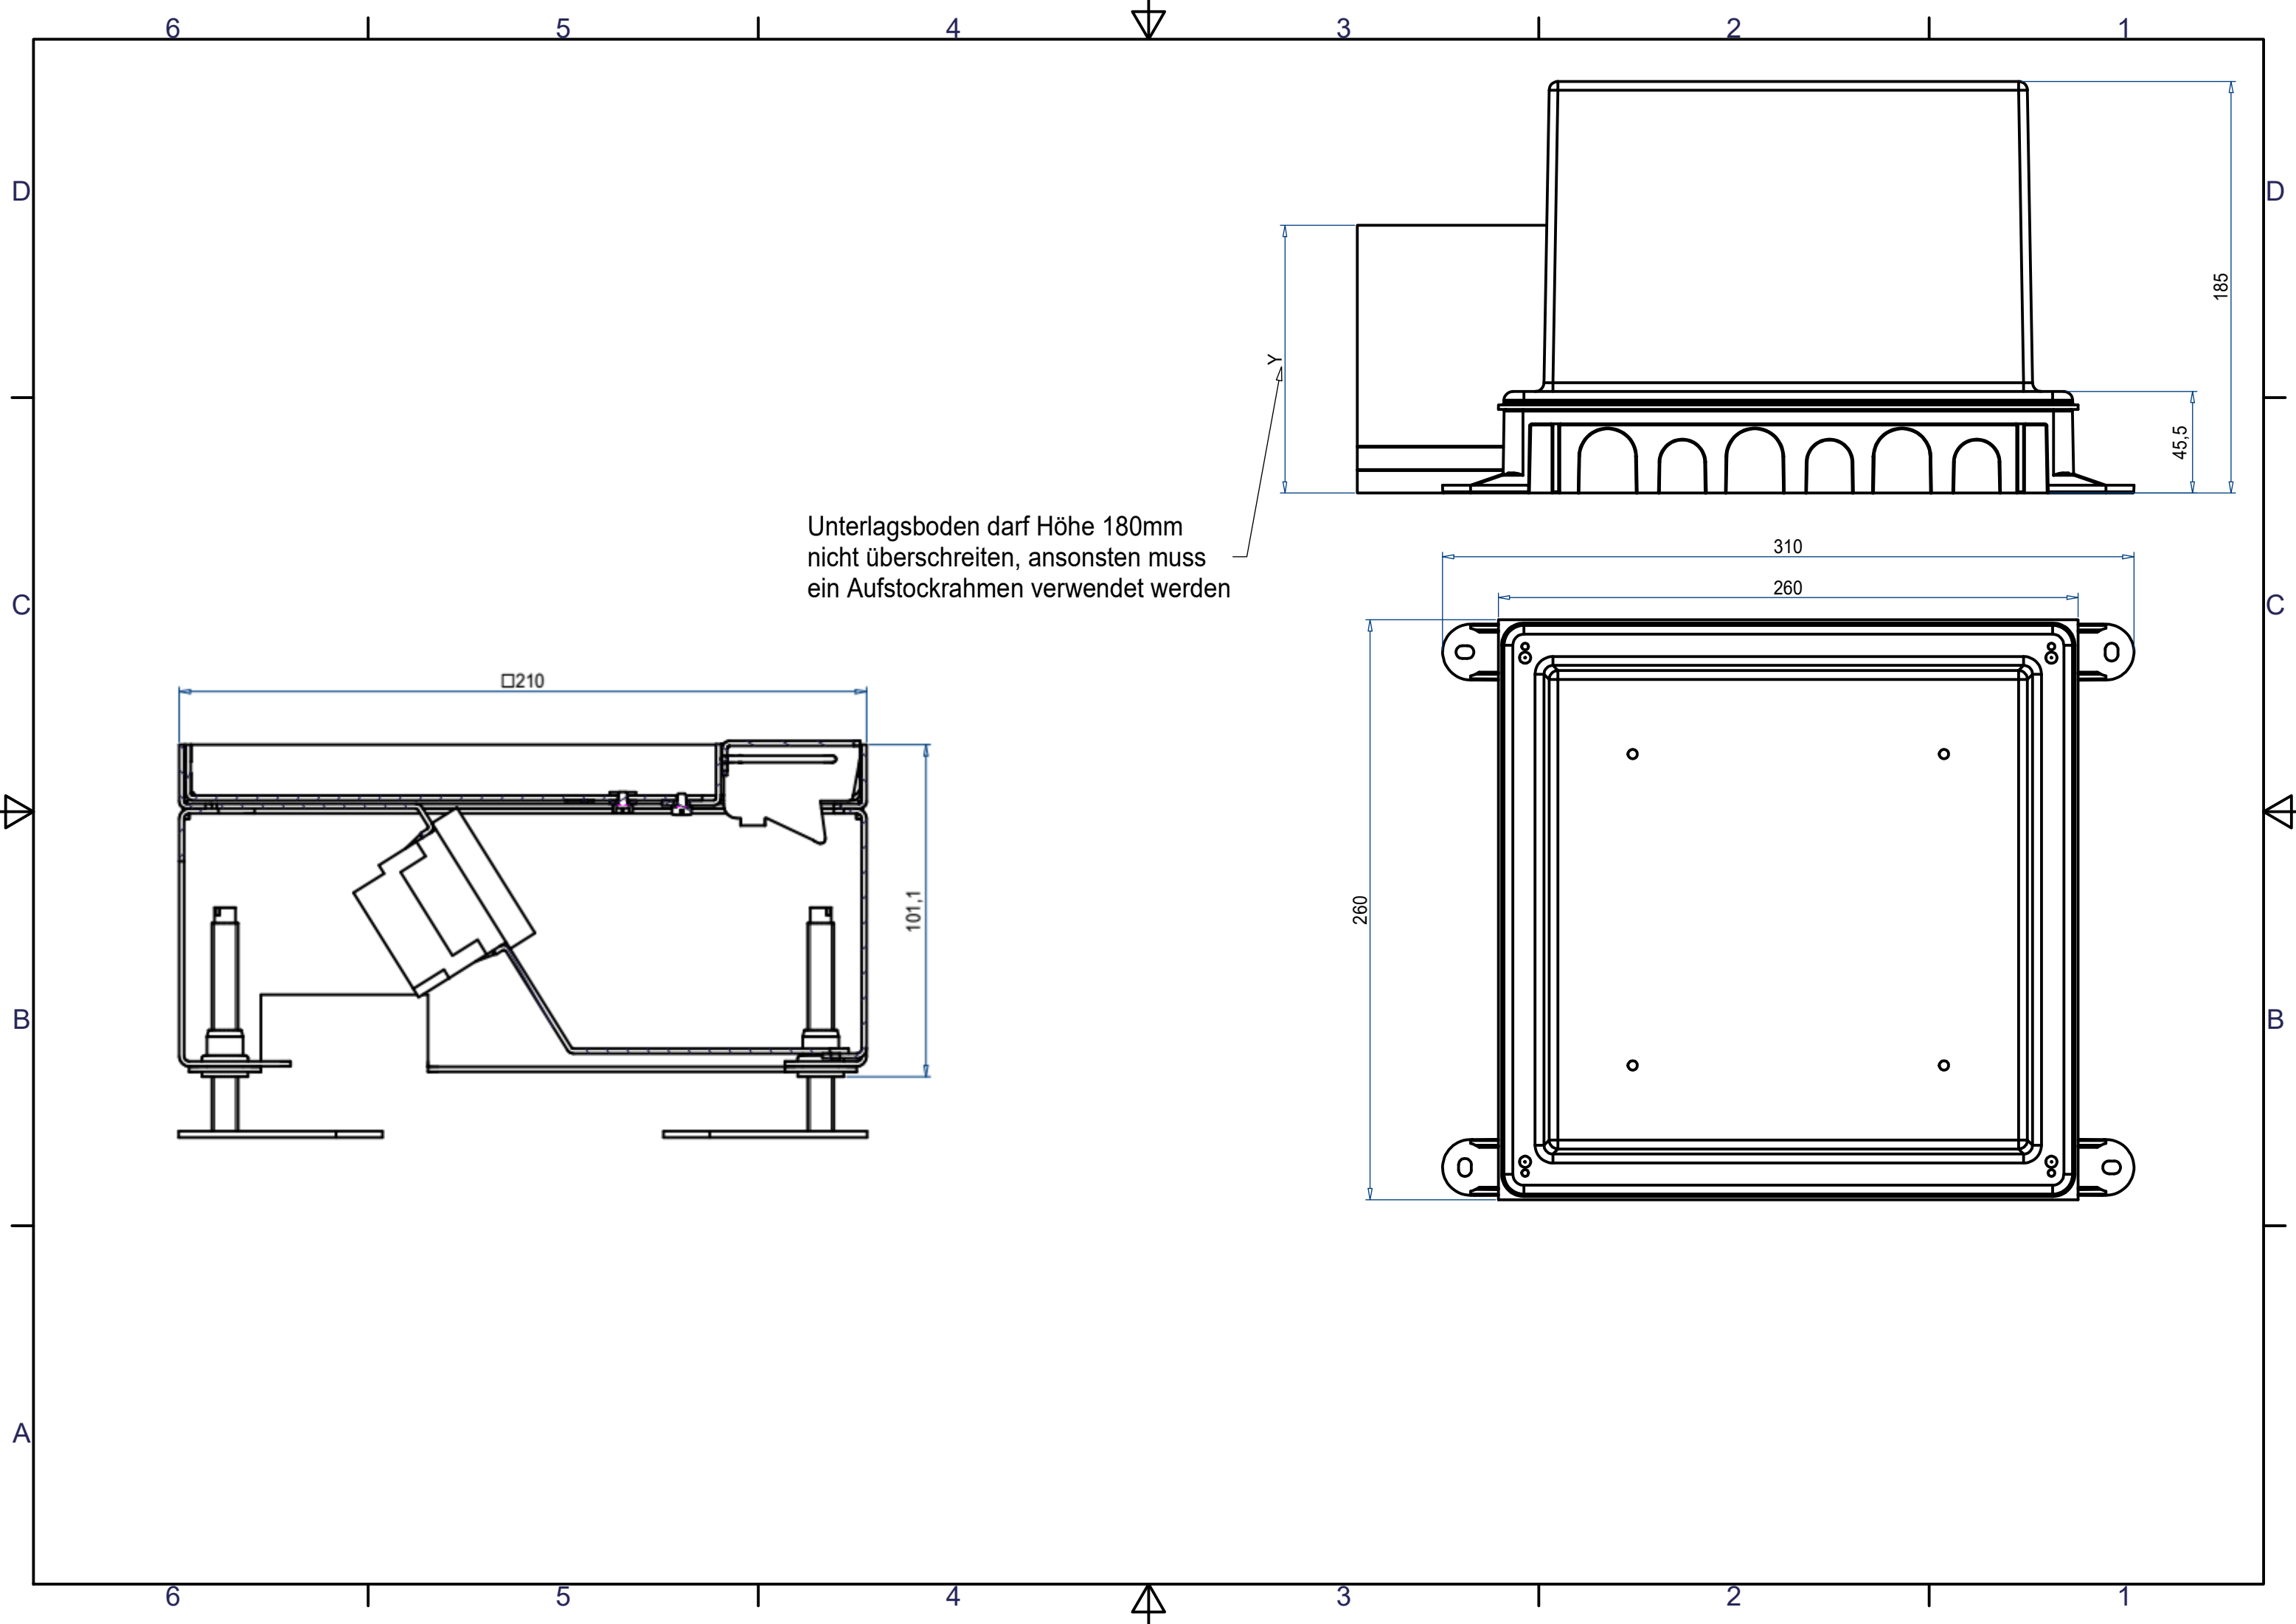 6 5 4 3 2 1
D D
185
Y
45,5
Unterlagsboden darf Höhe 180mm
nicht überschreiten, ansonsten muss
ein Aufstockrahmen verwendet werden
310
260
C C
□210
260
101,1
B B
A
6 5 4 3 2 1